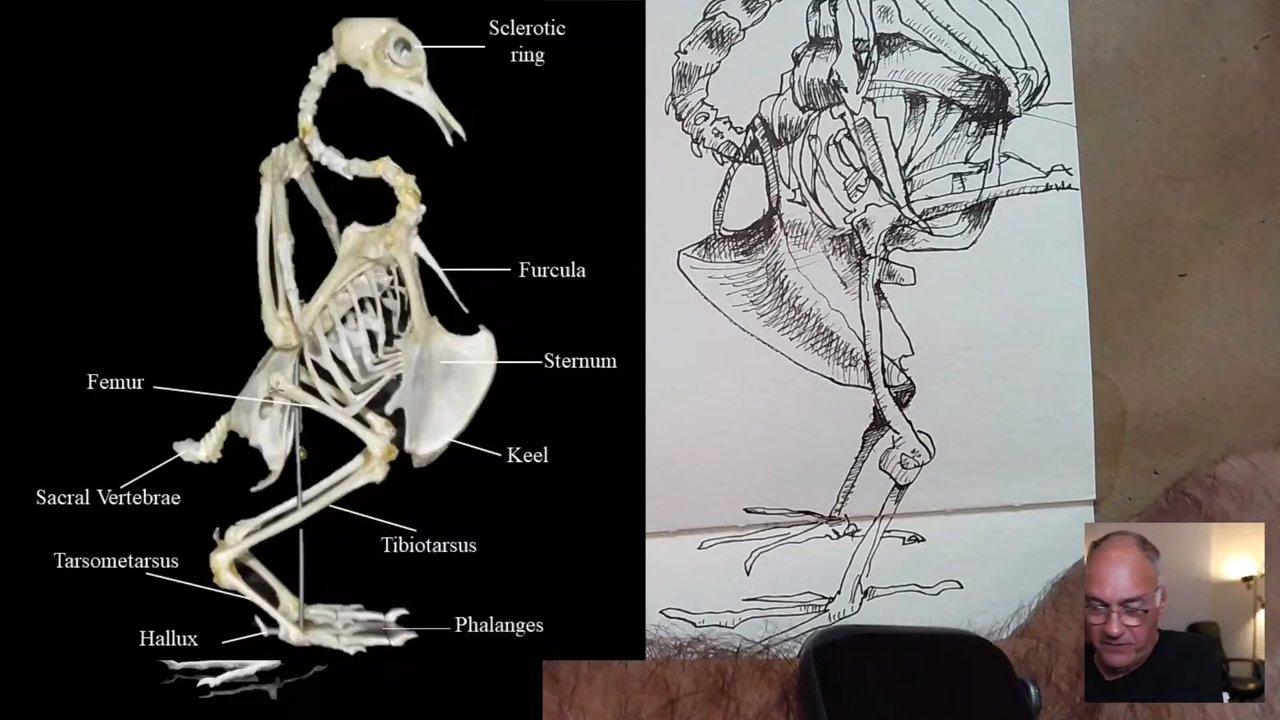 Sclerotic
ring
Furcula
Sternum
Femur
Keel
Sacral Vertebrae
Tibiotarsus
Tarsometarsus
Phalanges
Hallux